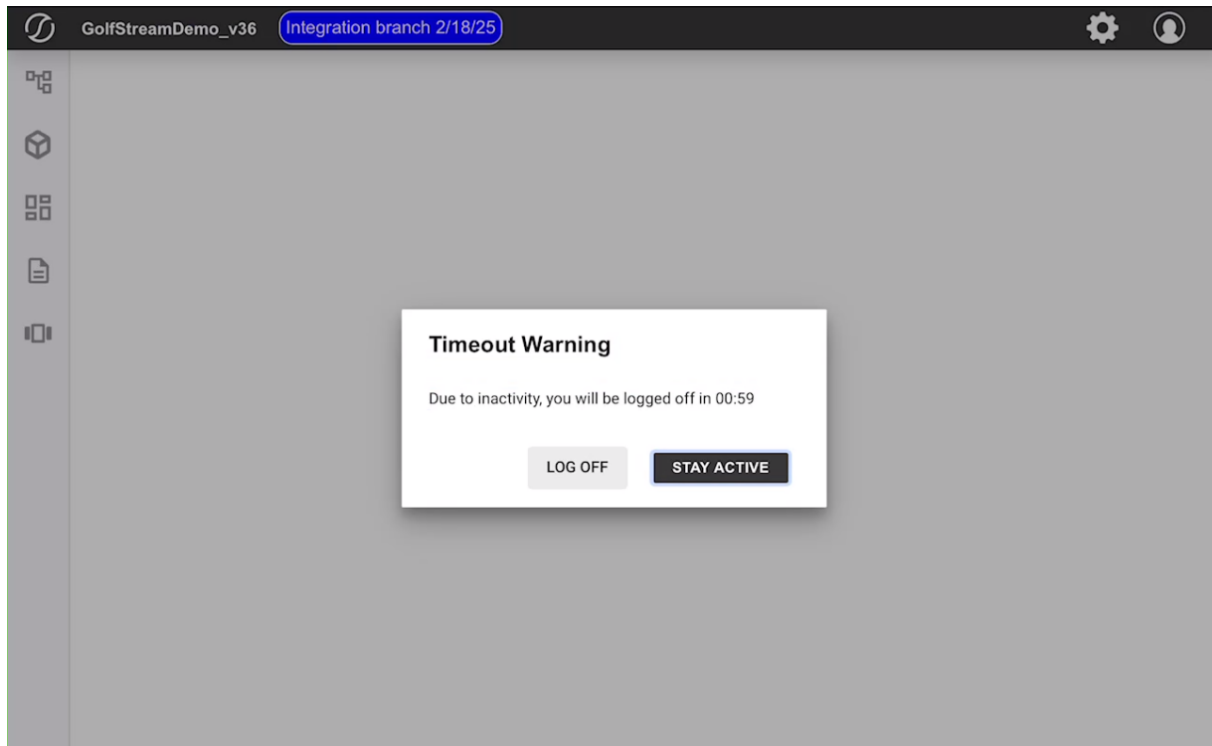 GolfStreamDemo_v36 Integration branch 2/18/25
Timeout Warning
Due to inactivity, you will be logged off in 00:59
LOG OFF STAY ACTIVE